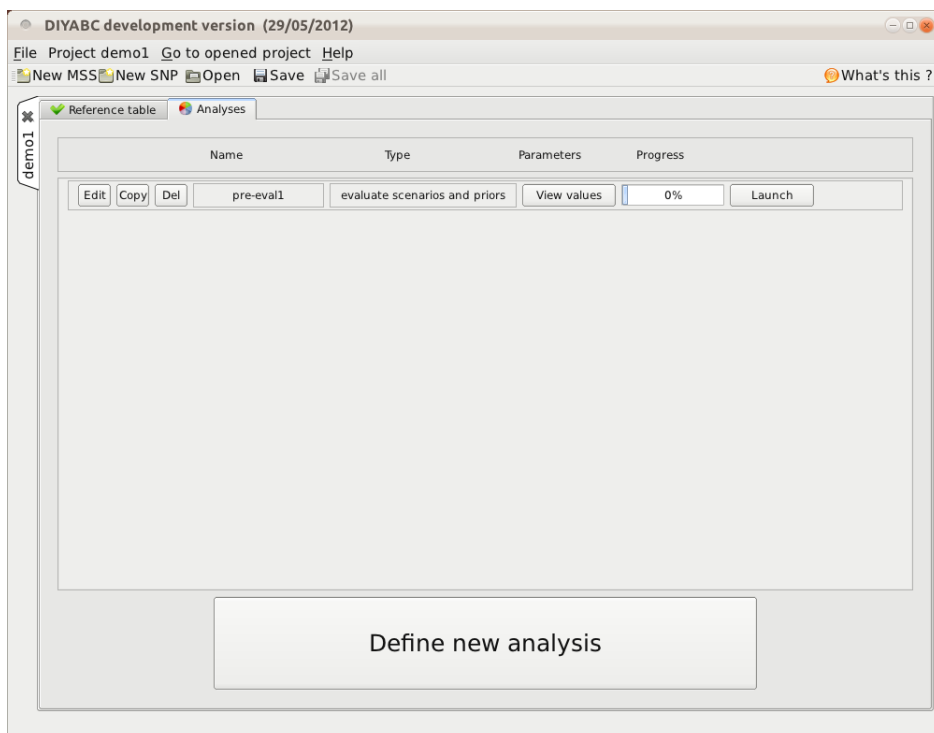 DIYABC development version (29/05/2012)
File Project demo1 Go to opened project Help
New MSS New SNP Open Save Save all What's this ?
demo1
Reference table Analyses
Name Type Parameters Progress
Edit Copy Del pre-eval1 evaluate scenarios and priors View values 0% Launch
Define new analysis